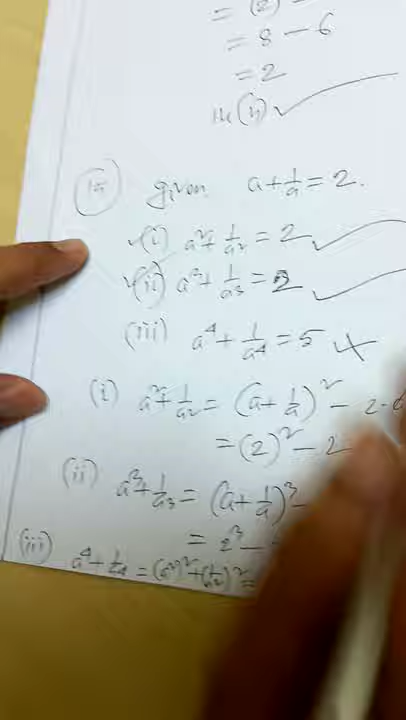 = (2)
= 8 - 6
= 2
(ii) ✓
given a + 1/a = 2.
(i) a² + 1/a² = 2 ✓
(ii) a³ + 1/a³ = 2 ✓
(iii) a⁴ + 1/a⁴ = 5 ✗
(i) a² + 1/a² = (a + 1/a)² - 2·a
= (2)² - 2
(ii) a³ + 1/a³ = (a + 1/a)³ -
= 2³ -
(iii) a⁴ + 1/a⁴ = (a²)² + (1/a²)² =